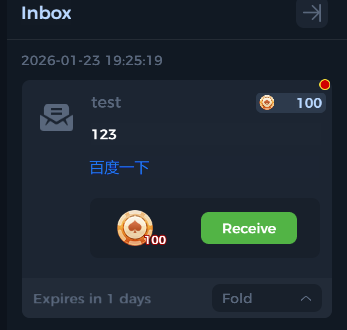 Inbox
2026-01-23 19:25:19
test
100
123
百度一下
100
Receive
Expires in 1 days
Fold